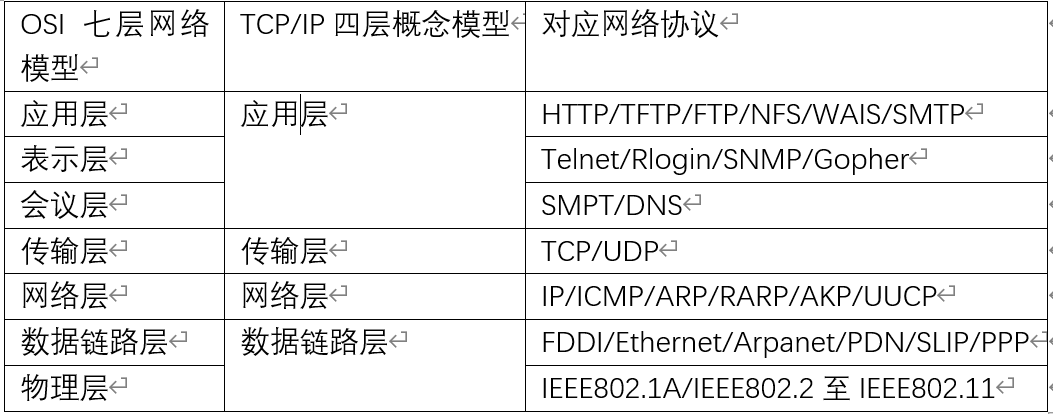 OSI 七层网络
模型
TCP/IP 四层概念模型
对应网络协议
应用层
应用层
HTTP/TFTP/FTP/NFS/WAIS/SMTP
表示层
Telnet/Rlogin/SNMP/Gopher
会议层
SMPT/DNS
传输层
传输层
TCP/UDP
网络层
网络层
IP/ICMP/ARP/RARP/AKP/UUCP
数据链路层
数据链路层
FDDI/Ethernet/Arpanet/PDN/SLIP/PPP
物理层
IEEE802.1A/IEEE802.2 至 IEEE802.11